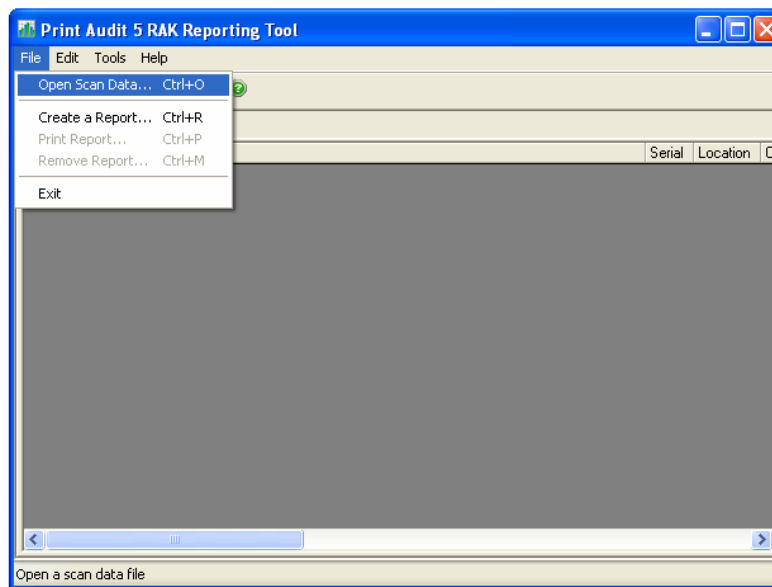 Print Audit 5 RAK Reporting Tool
File Edit Tools Help
Open Scan Data... Ctrl+O
Create a Report... Ctrl+R
Print Report... Ctrl+P
Remove Report... Ctrl+M
Serial Location
Exit
Open a scan data file